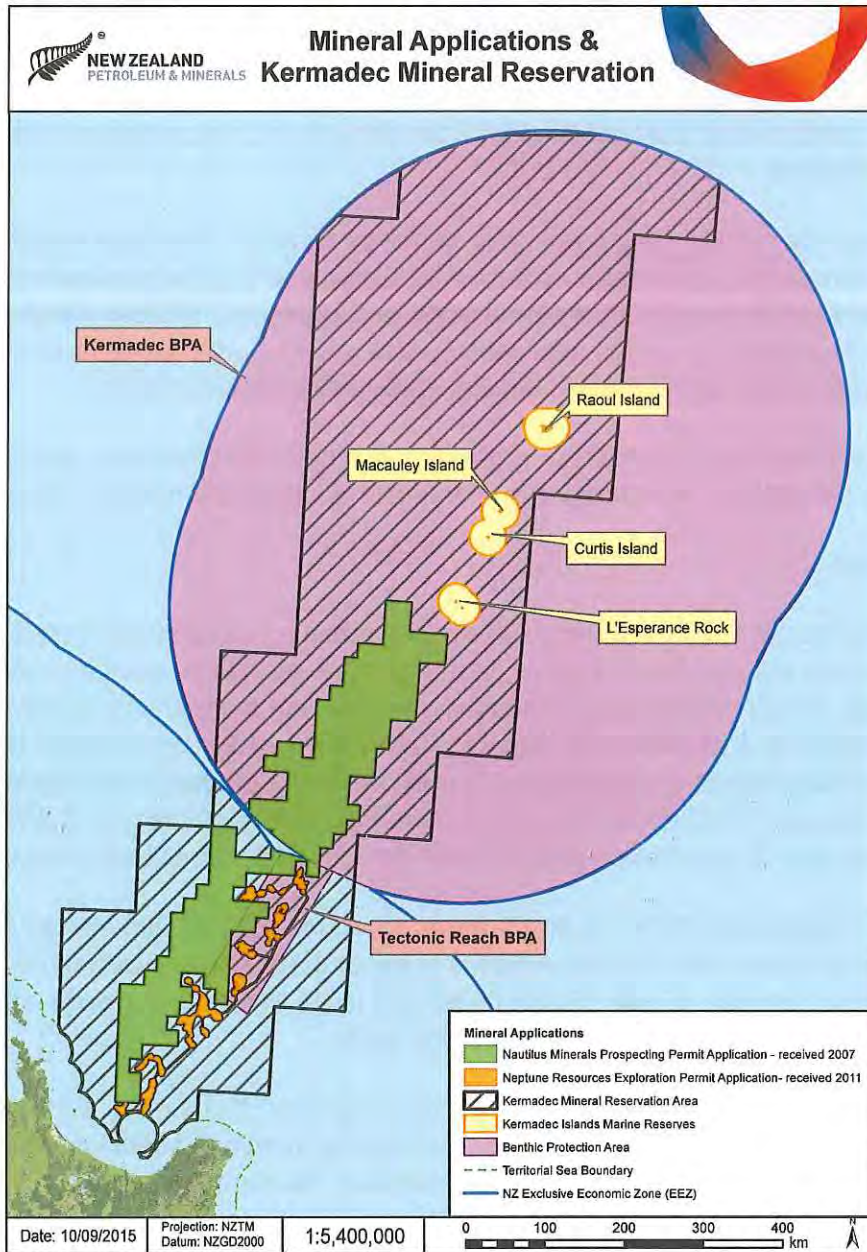 NEW ZEALAND
PETROLEUM & MINERALS
Mineral Applications &
Kermadec Mineral Reservation
Kermadec BPA
Raoul Island
Macauley Island
Curtis Island
L'Esperance Rock
Tectonic Reach BPA
Mineral Applications
Nautilus Minerals Prospecting Permit Application - received 2007
Neptune Resources Exploration Permit Application- received 2011
Kermadec Mineral Reservation Area
Kermadec Islands Marine Reserves
Benthic Protection Area
Territorial Sea Boundary
NZ Exclusive Economic Zone (EEZ)
Date: 10/09/2015
Projection: NZTM
Datum: NZGD2000
1:5,400,000
0 100 200 300 400
km
N